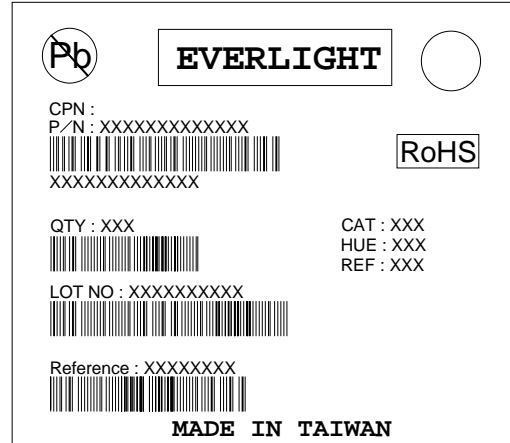 Pb
EVERLIGHT
CPN :
P/N : XXXXXXXXXXXXX
RoHS
XXXXXXXXXXXXX
QTY : XXX
CAT : XXX
HUE : XXX
REF : XXX
LOT NO : XXXXXXXXXX
Reference : XXXXXXXX
MADE IN TAIWAN